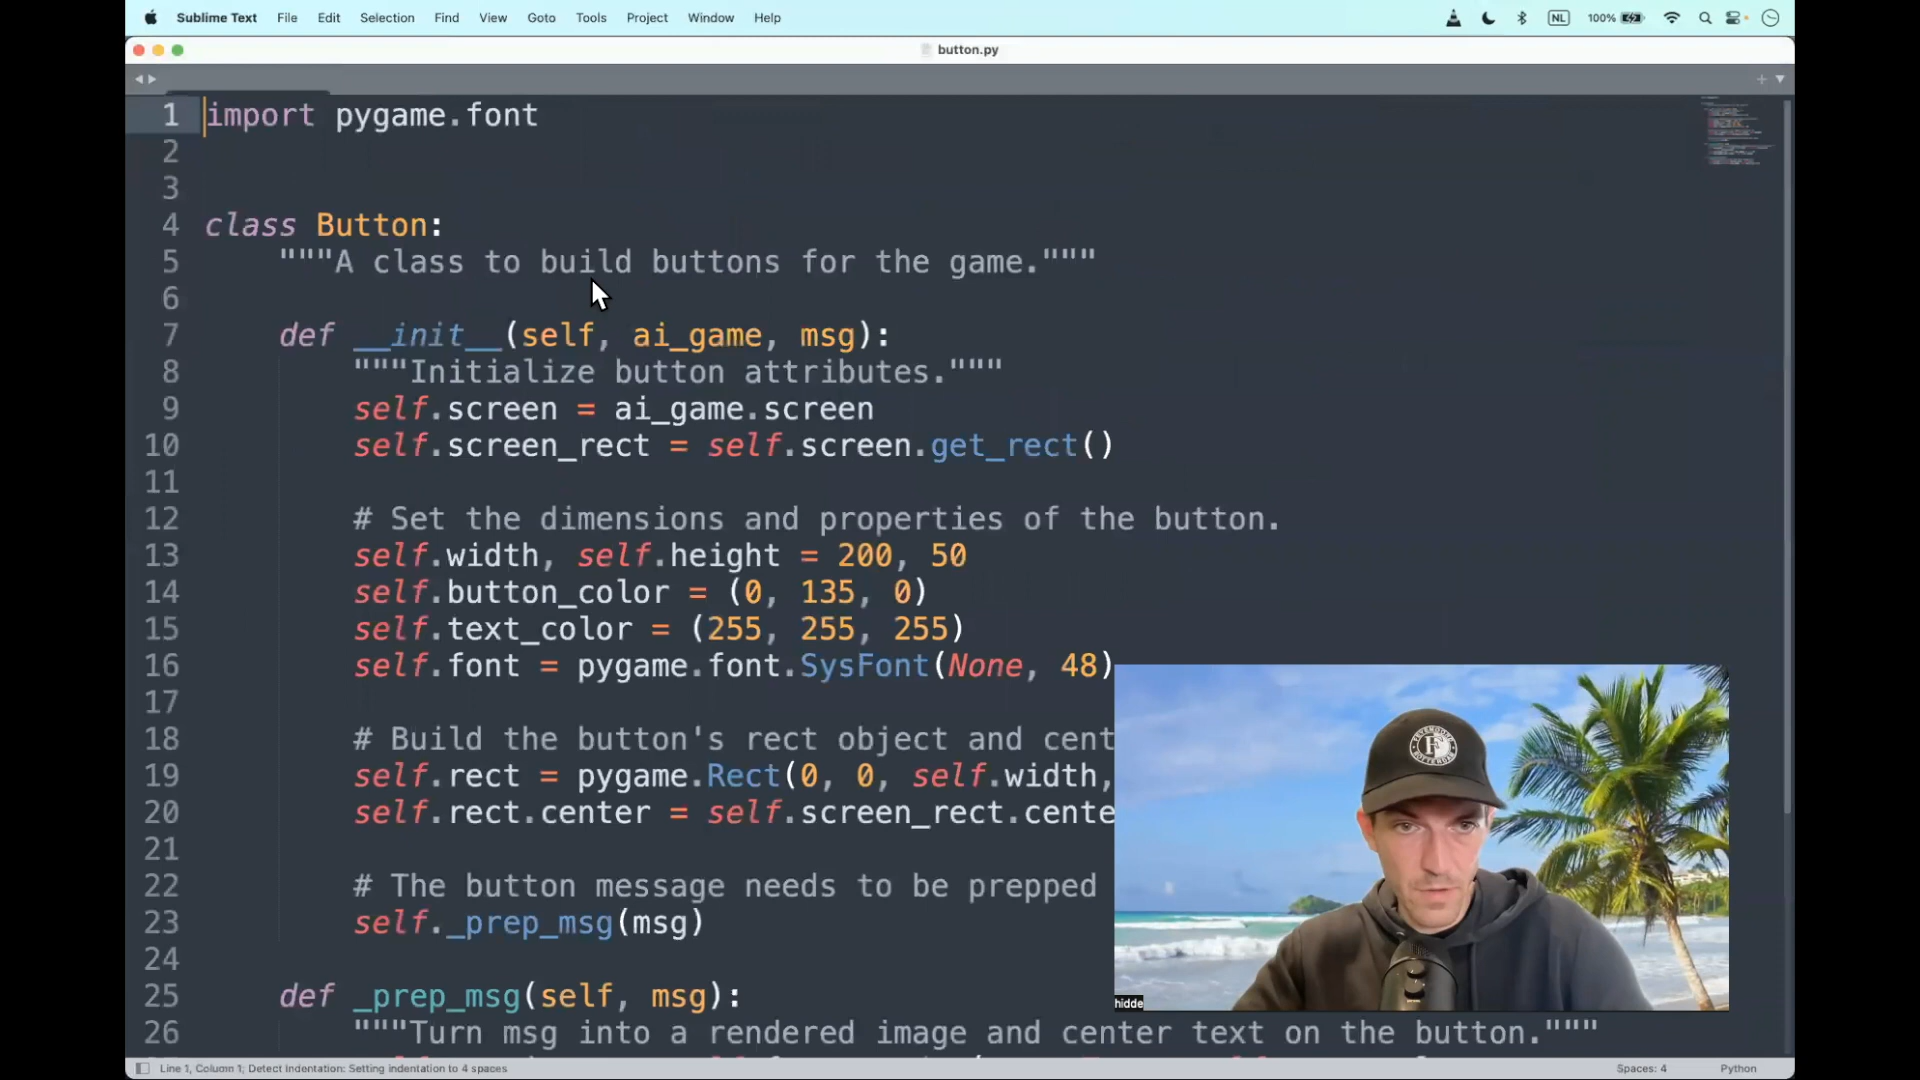 Sublime Text File Edit Selection Find View Goto Tools Project Window Help NL 100%
button.py
1 import pygame.font
2
3
4 class Button:
5 """A class to build buttons for the game."""
6
7 def __init__(self, ai_game, msg):
8 """Initialize button attributes."""
9 self.screen = ai_game.screen
10 self.screen_rect = self.screen.get_rect()
11
12 # Set the dimensions and properties of the button.
13 self.width, self.height = 200, 50
14 self.button_color = (0, 135, 0)
15 self.text_color = (255, 255, 255)
16 self.font = pygame.font.SysFont(None, 48)
17
18 # Build the button's rect object and cent
19 self.rect = pygame.Rect(0, 0, self.width,
20 self.rect.center = self.screen_rect.cente
21
22 # The button message needs to be prepped
23 self._prep_msg(msg)
24
25 def _prep_msg(self, msg):
26 """Turn msg into a rendered image and center text on the button."""
hidde
Line 1, Column 1; Detect Indentation: Setting indentation to 4 spaces Spaces: 4 Python